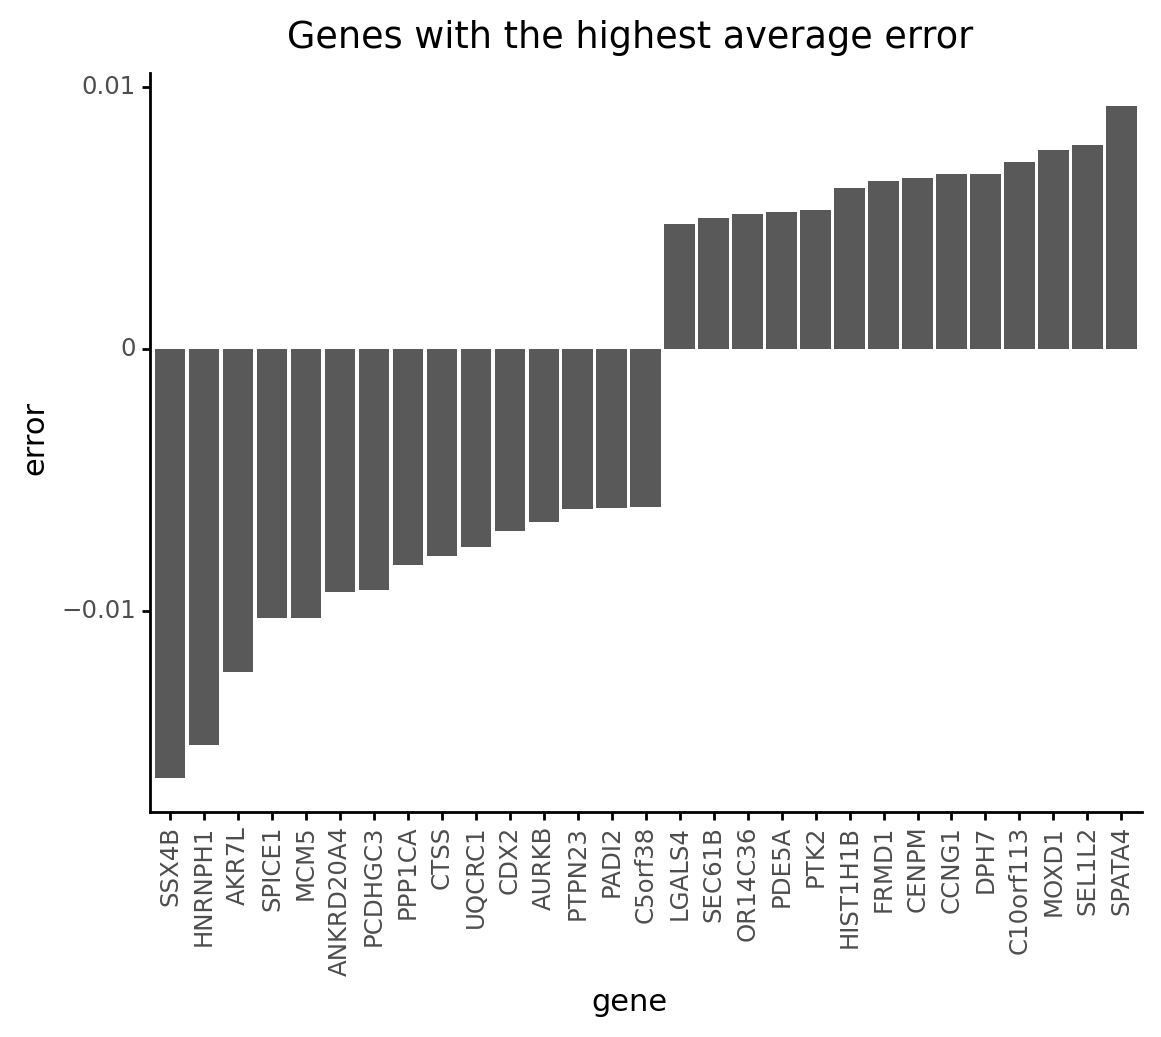 Genes with the highest average error
0.01
0
−0.01
error
SSX4B
HNRNPH1
AKR7L
SPICE1
MCM5
ANKRD20A4
PCDHGC3
PPP1CA
CTSS
UQCRC1
CDX2
AURKB
PTPN23
PADI2
C5orf38
LGALS4
SEC61B
OR14C36
PDE5A
PTK2
HIST1H1B
FRMD1
CENPM
CCNG1
DPH7
C10orf113
MOXD1
SEL1L2
SPATA4
gene